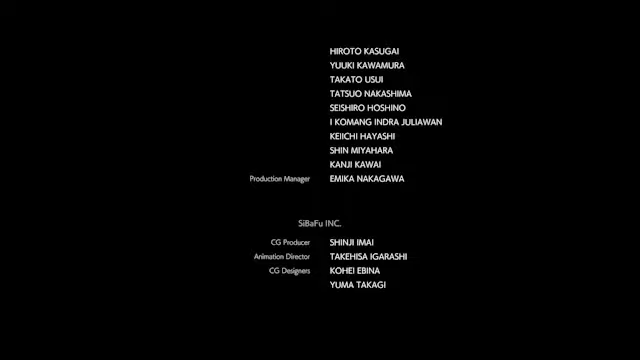 HIROTO KASUGAI
YUUKI KAWAMURA
TAKATO USUI
TATSUO NAKASHIMA
SEISHIRO HOSHINO
I KOMANG INDRA JULIAWAN
KEIICHI HAYASHI
SHIN MIYAHARA
KANJI KAWAI
Production Manager EMIKA NAKAGAWA
SiBaFu INC.
CG Producer SHINJI IMAI
Animation Director TAKEHISA IGARASHI
CG Designers KOHEI EBINA
YUMA TAKAGI